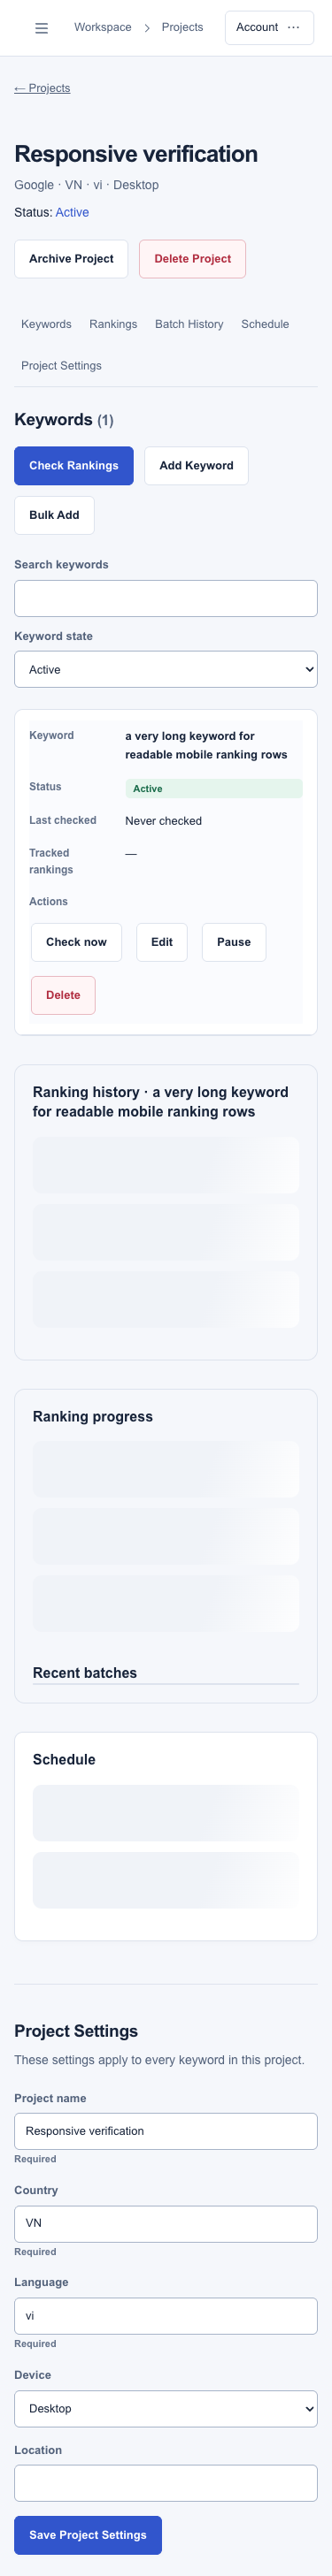 Workspace > Projects Account ···
← Projects
Responsive verification
Google · VN · vi · Desktop
Status: Active
Archive Project Delete Project
Keywords Rankings Batch History Schedule
Project Settings
Keywords (1)
Check Rankings Add Keyword
Bulk Add
Search keywords
Keyword state
Active
Keyword a very long keyword for
readable mobile ranking rows
Status Active
Last checked Never checked
Tracked —
rankings
Actions
Check now Edit Pause
Delete
Ranking history · a very long keyword
for readable mobile ranking rows
Ranking progress
Recent batches
Schedule
Project Settings
These settings apply to every keyword in this project.
Project name
Responsive verification
Required
Country
VN
Required
Language
vi
Required
Device
Desktop
Location
Save Project Settings